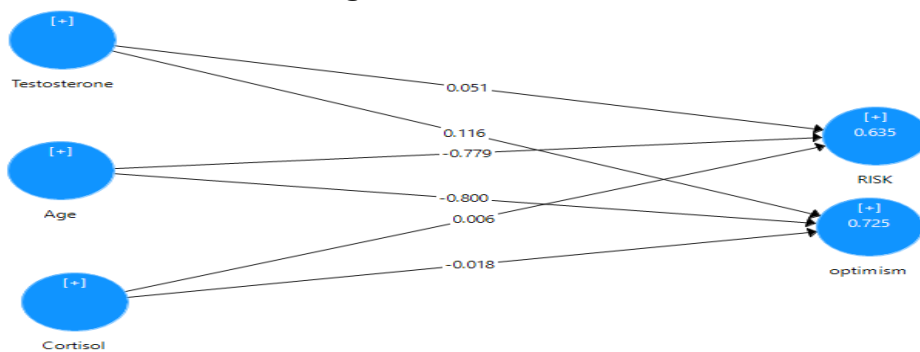 [+]
Testosterone
0.051
[+]
0.635
RISK
0.116
-0.779
[+]
Age
-0.800
0.006
[+]
0.725
optimism
-0.018
[+]
Cortisol